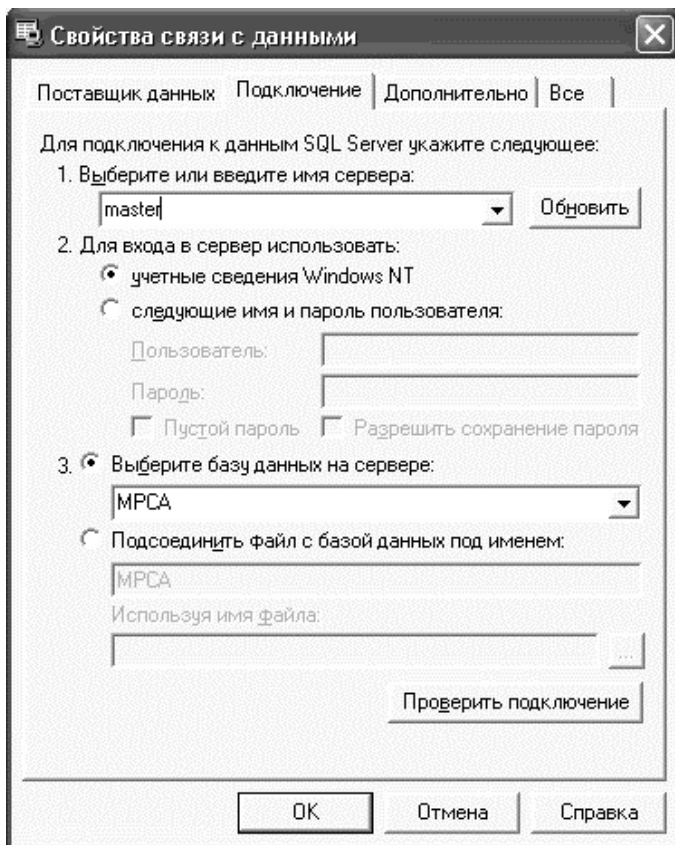 Свойства связи с данными
Поставщик данных Подключение Дополнительно Все
Для подключения к данным SQL Server укажите следующее:
1. Выберите или введите имя сервера:
master Обновить
2. Для входа в сервер использовать:
учетные сведения Windows NT
следующие имя и пароль пользователя:
Пользователь:
Пароль:
Пустой пароль Разрешить сохранение пароля
3. Выберите базу данных на сервере:
MPCA
Подсоединить файл с базой данных под именем:
MPCA
Используя имя файла:
...
Проверить подключение
OK Отмена Справка